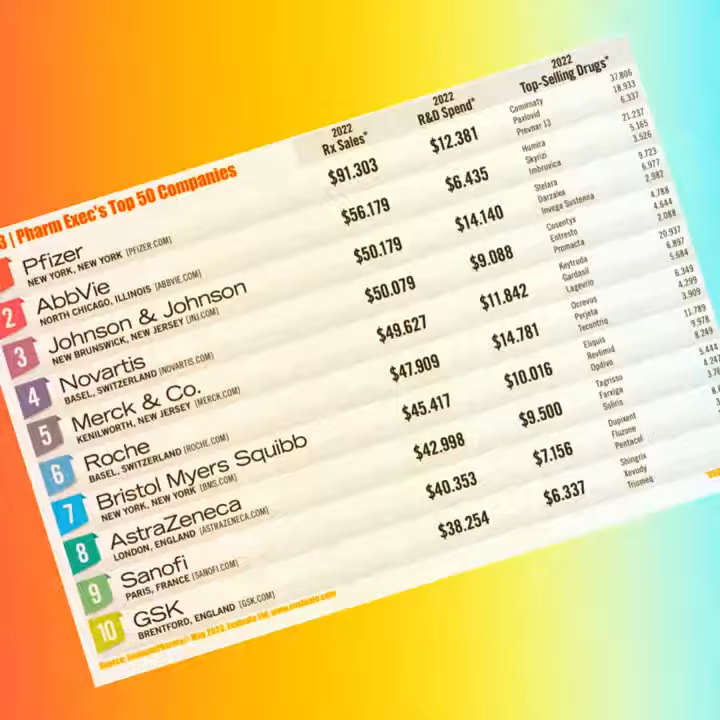 3 | Pharm Exec's Top 50 Companies
2022 Rx Sales*
2022 R&D Spend*
2022 Top-Selling Drugs*
Pfizer
NEW YORK, NEW YORK [PFIZER.COM]
$91.303
$12.381
Comirnaty 37.806
Paxlovid 18.933
Prevnar 13 6.337
2
AbbVie
NORTH CHICAGO, ILLINOIS [ABBVIE.COM]
$56.179
$6.435
Humira 21.237
Skyrizi 5.165
Imbruvica 3.526
3
Johnson & Johnson
NEW BRUNSWICK, NEW JERSEY [JNJ.COM]
$50.179
$14.140
Stelara 9.723
Darzalex 6.977
Invega Sustenna 2.982
4
Novartis
BASEL, SWITZERLAND [NOVARTIS.COM]
$50.079
$9.088
Cosentyx 4.788
Entresto 4.644
Promacta 2.088
5
Merck & Co.
KENILWORTH, NEW JERSEY [MERCK.COM]
$49.627
$11.842
Keytruda 20.937
Gardasil 6.897
Lagevrio 5.684
6
Roche
BASEL, SWITZERLAND [ROCHE.COM]
$47.909
$14.781
Ocrevus 6.349
Perjeta 4.299
Tecentriq 3.909
7
Bristol Myers Squibb
NEW YORK, NEW YORK [BMS.COM]
$45.417
$10.016
Eliquis 11.789
Revlimid 9.978
Opdivo 8.249
8
AstraZeneca
LONDON, ENGLAND [ASTRAZENECA.COM]
$42.998
$9.500
Tagrisso 5.444
Farxiga
Soliris
9
Sanofi
PARIS, FRANCE [SANOFI.COM]
$40.353
$7.156
Dupixent
Fluzone
Pentacel
10
GSK
BRENTFORD, ENGLAND [GSK.COM]
$38.254
$6.337
Shingrix
Xevudy
Triumeq
Source: EvaluatePharma® May 2023, Evaluate Ltd, www.evaluate.com